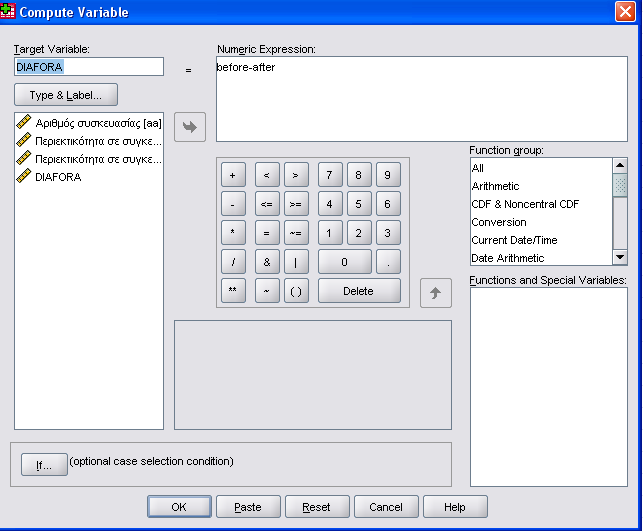 Compute Variable
Target Variable:
DIAFORA
=
Numeric Expression:
before-after
Type & Label...
Αριθμός συσκευασίας [aa]
Περιεκτικότητα σε συγκε...
Περιεκτικότητα σε συγκε...
DIAFORA
+ < > 7 8 9
- <= >= 4 5 6
* = ~= 1 2 3
/ & | 0 .
** ~ ( ) Delete
Function group:
All
Arithmetic
CDF & Noncentral CDF
Conversion
Current Date/Time
Date Arithmetic
Functions and Special Variables:
If... (optional case selection condition)
OK Paste Reset Cancel Help